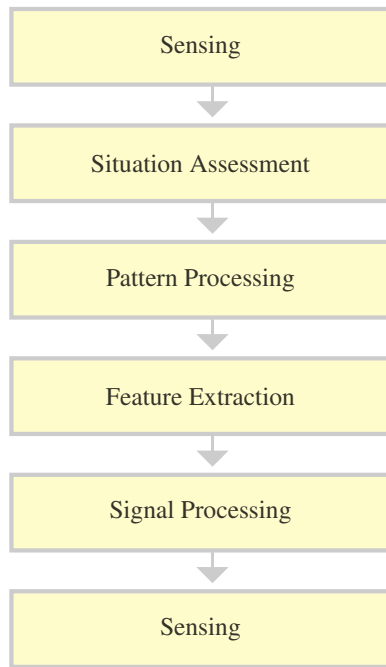 Sensing
Situation Assessment
Pattern Processing
Feature Extraction
Signal Processing
Sensing